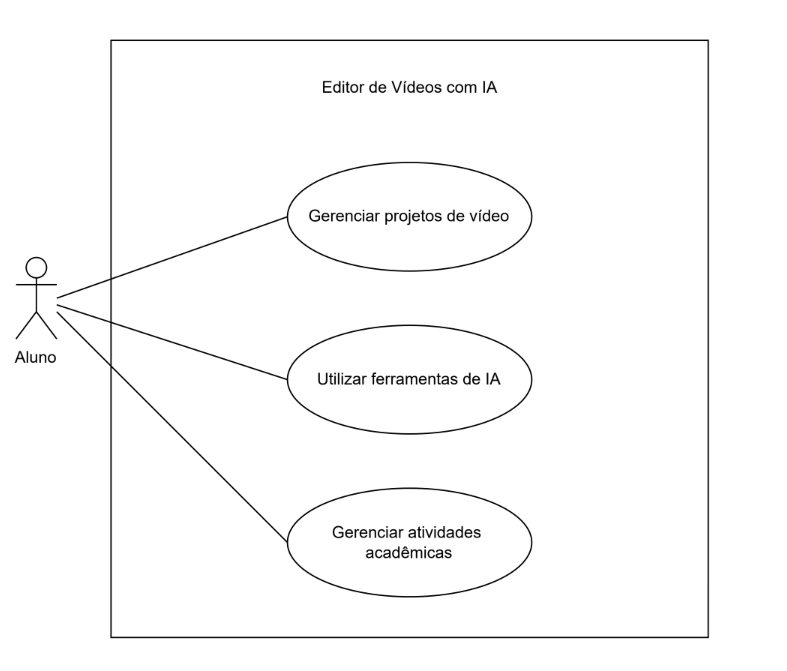 Editor de Vídeos com IA
Gerenciar projetos de vídeo
Utilizar ferramentas de IA
Aluno
Gerenciar atividades
acadêmicas